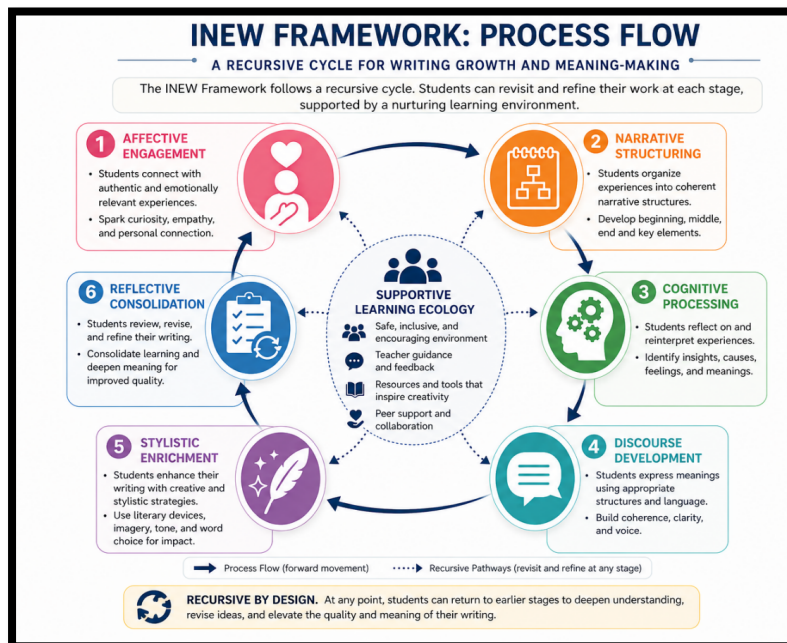 INEW FRAMEWORK: PROCESS FLOW
A RECURSIVE CYCLE FOR WRITING GROWTH AND MEANING-MAKING
The INEW Framework follows a recursive cycle. Students can revisit and refine their work at each stage,
supported by a nurturing learning environment.
1 AFFECTIVE
ENGAGEMENT
• Students connect with
authentic and emotionally
relevant experiences.
• Spark curiosity, empathy,
and personal connection.
2 NARRATIVE
STRUCTURING
• Students organize
experiences into coherent
narrative structures.
• Develop beginning, middle,
end and key elements.
3 COGNITIVE
PROCESSING
• Students reflect on and
reinterpret experiences.
• Identify insights, causes,
feelings, and meanings.
4 DISCOURSE
DEVELOPMENT
• Students express meanings
using appropriate
structures and language.
• Build coherence, clarity,
and voice.
5 STYLISTIC
ENRICHMENT
• Students enhance their
writing with creative and
stylistic strategies.
• Use literary devices,
imagery, tone, and word
choice for impact.
6 REFLECTIVE
CONSOLIDATION
• Students review, revise,
and refine their writing.
• Consolidate learning and
deepen meaning for
improved quality.
SUPPORTIVE
LEARNING ECOLOGY
Safe, inclusive, and
encouraging environment
Teacher guidance
and feedback
Resources and tools that
inspire creativity
Peer support and
collaboration
Process Flow (forward movement)
Recursive Pathways (revisit and refine at any stage)
RECURSIVE BY DESIGN. At any point, students can return to earlier stages to deepen understanding,
revise ideas, and elevate the quality and meaning of their writing.